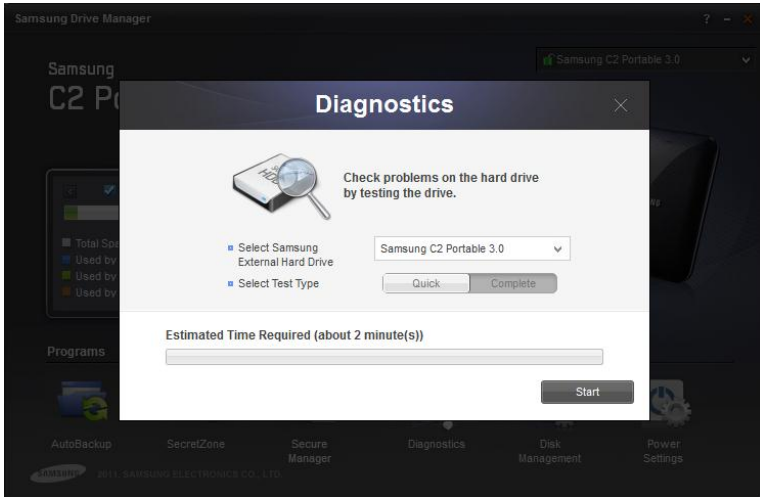 Samsung Drive Manager
? - ×
Samsung C2 Portable 3.0
Samsung
C2 Po
Diagnostics
Check problems on the hard drive
by testing the drive.
Total Spa
Select Samsung
External Hard Drive
Samsung C2 Portable 3.0
Used by
Used by
Select Test Type
Quick
Complete
Used by
Estimated Time Required (about 2 minute(s))
Programs
Start
AutoBackup
SecretZone
Secure
Manager
Diagnostics
Disk
Management
Power
Settings
SAMSUNG 2011. SAMSUNG ELECTRONICS CO., LTD.